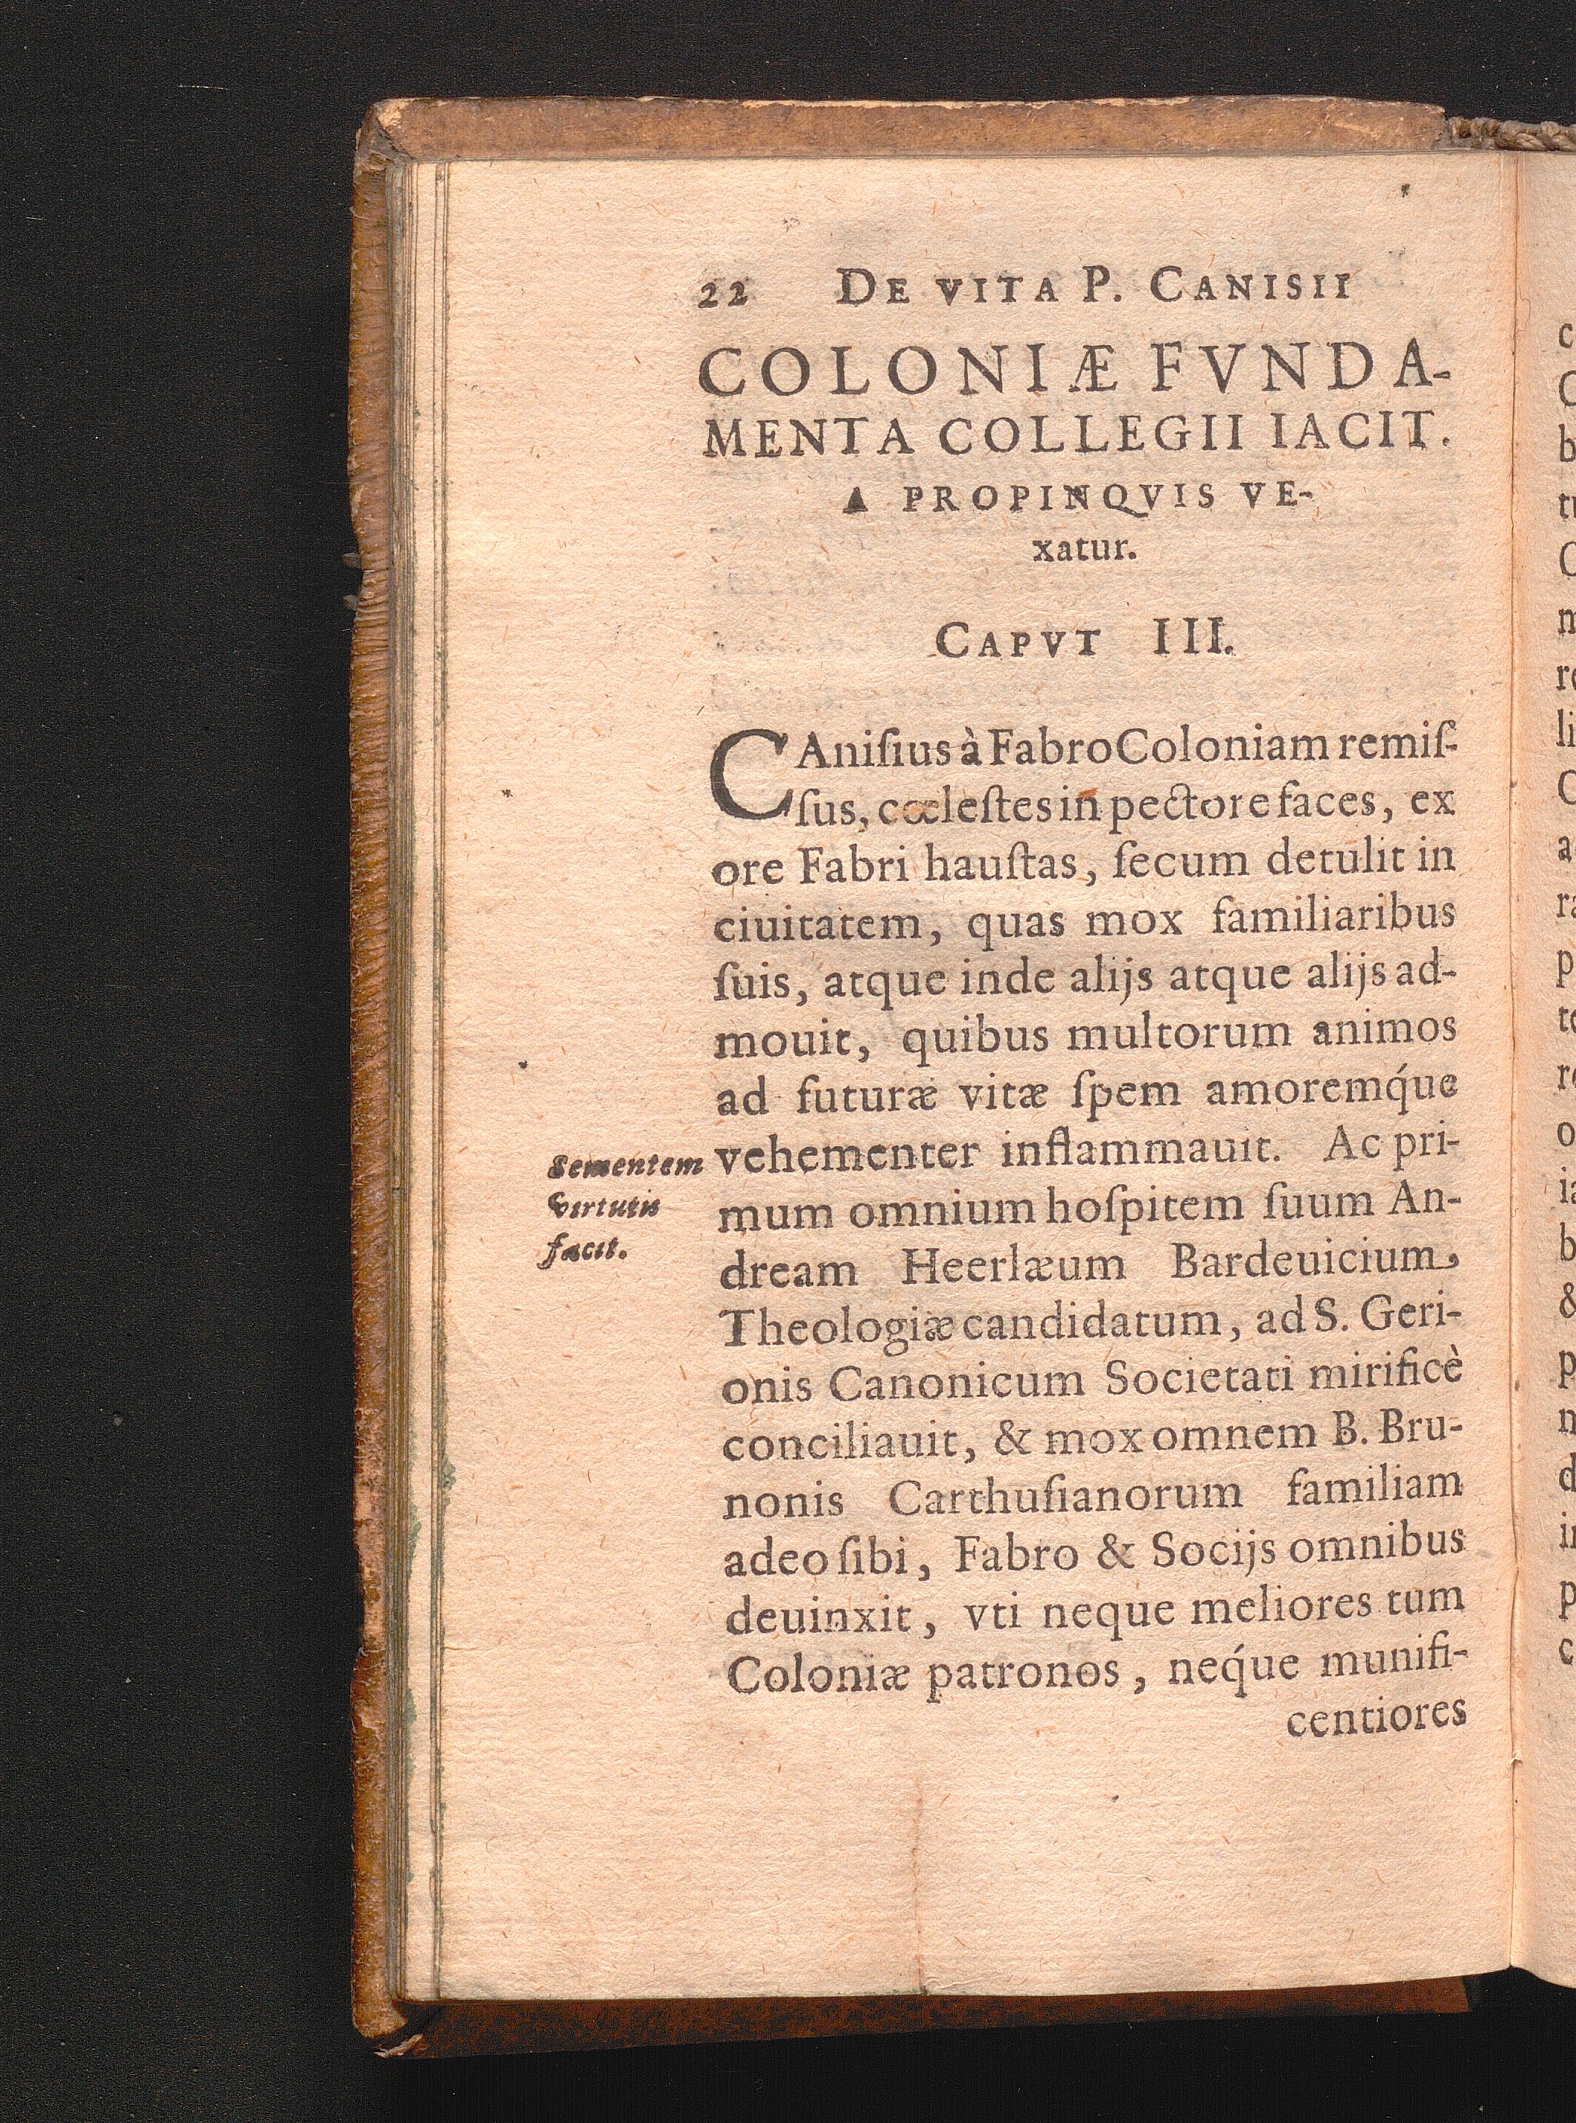 22 DE VITA P. CANISII
COLONIÆ FVNDA-
MENTA COLLEGII IACIT.
A PROPINQVIS VE-
xatur.
CAPVT III.
CAniſius à Fabro Coloniam remiſ-
ſus, cœleſtes in pectore faces, ex
ore Fabri hauſtas, ſecum detulit in
ciuitatem, quas mox familiaribus
ſuis, atque inde alijs atque alijs ad-
mouit, quibus multorum animos
ad futuræ vitæ ſpem amoremq́ue
vehementer inflammauit. Ac pri-
mum omnium hoſpitem ſuum An-
dream Heerlæum Bardeuicium,
Theologiæ candidatum, ad S. Geri-
onis Canonicum Societati mirificè
conciliauit, & mox omnem B. Bru-
nonis Carthuſianorum familiam
adeo ſibi, Fabro & Socijs omnibus
deuinxit, vti neque meliores tum
Coloniæ patronos, neq́ue munifi-
centiores
Sementem
virtutis
facit.